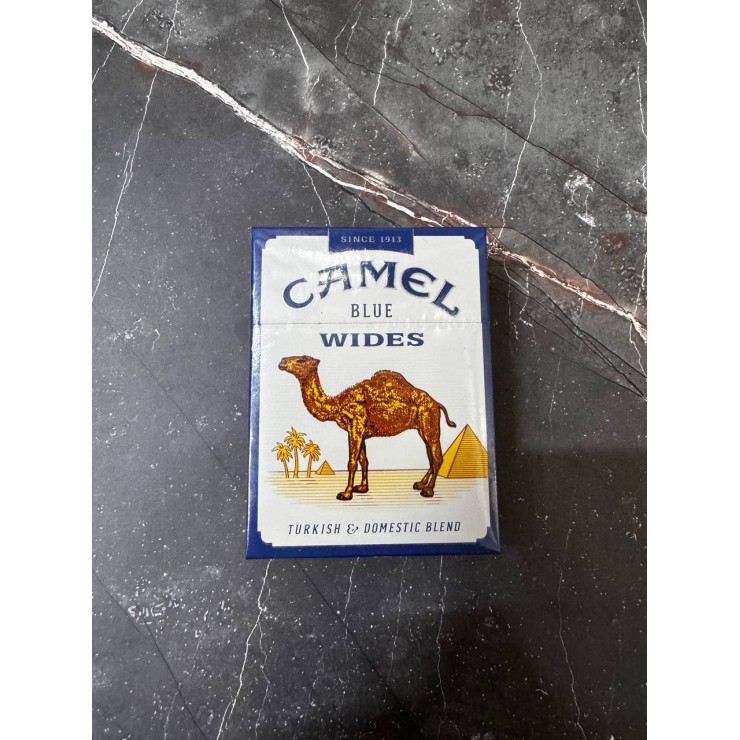 SINCE 1913
CAMEL
BLUE
WIDES
TURKISH & DOMESTIC BLEND